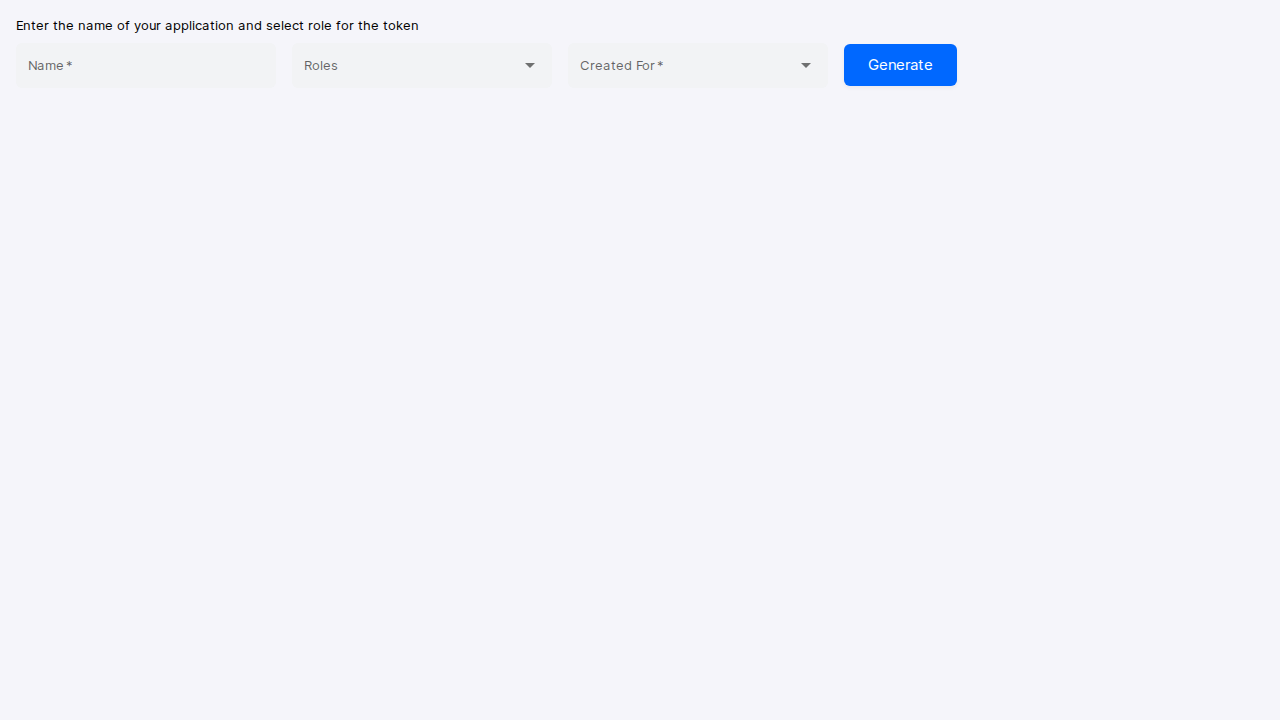 Enter the name of your application and select role for the token
Name *
Roles
Created For *
Generate